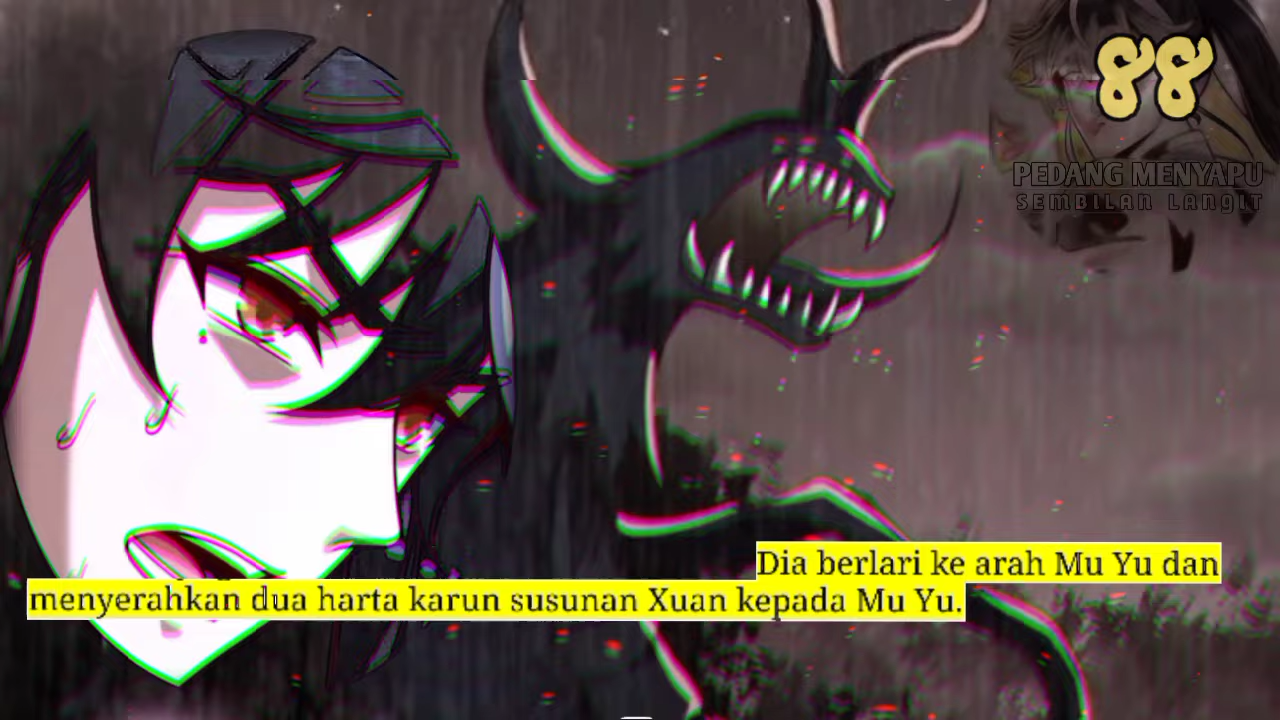 88
PEDANG MENYAPU
SEMBILAN LANGIT
Dia berlari ke arah Mu Yu dan
menyerahkan dua harta karun susunan Xuan kepada Mu Yu.